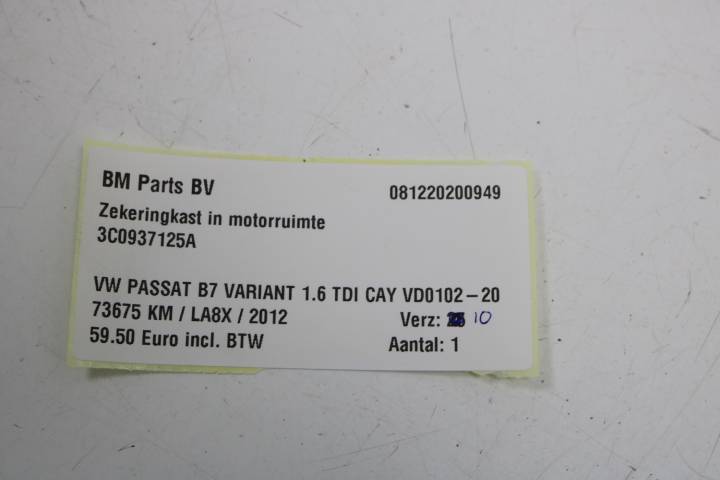 BM Parts BV 081220200949
Zekeringkast in motorruimte
3C0937125A
VW PASSAT B7 VARIANT 1.6 TDI CAY VD0102-20
73675 KM / LA8X / 2012 Verz: 10
59.50 Euro incl. BTW Aantal: 1